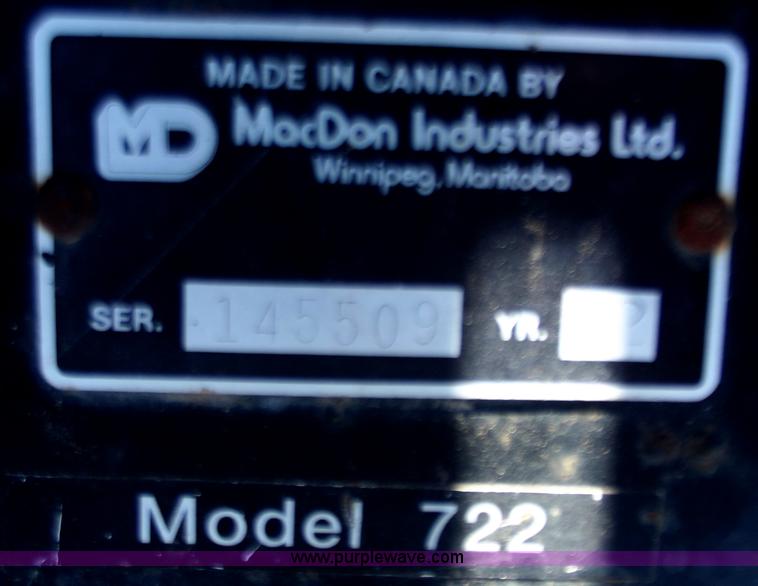 MADE IN CANADA BY
MD MacDon Industries Ltd.
Winnipeg, Manitoba
SER. 145509 YR.
Model 722
www.purplewave.com